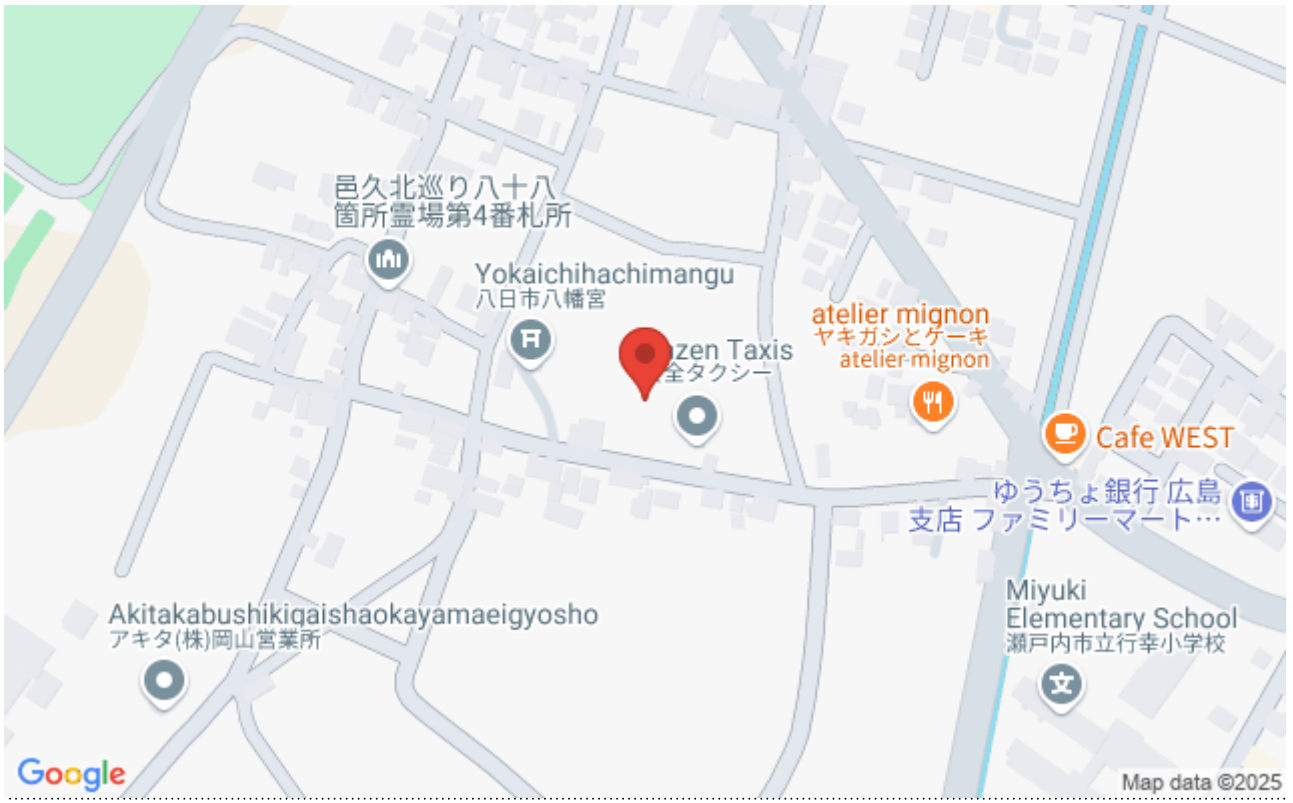 邑久北巡り八十八
箇所霊場第4番札所
Yokaichihachimangu
八日市八幡宮
atelier mignon
ヤキガシとケーキ
atelier mignon
zen Taxis
全タクシー
Cafe WEST
ゆうちょ銀行 広島
支店 ファミリーマート…
Miyuki
Elementary School
瀬戸内市立行幸小学校
Akitakabushikigaishaokayamaeigyosho
アキタ(株)岡山営業所
文
Google
Map data ©2025